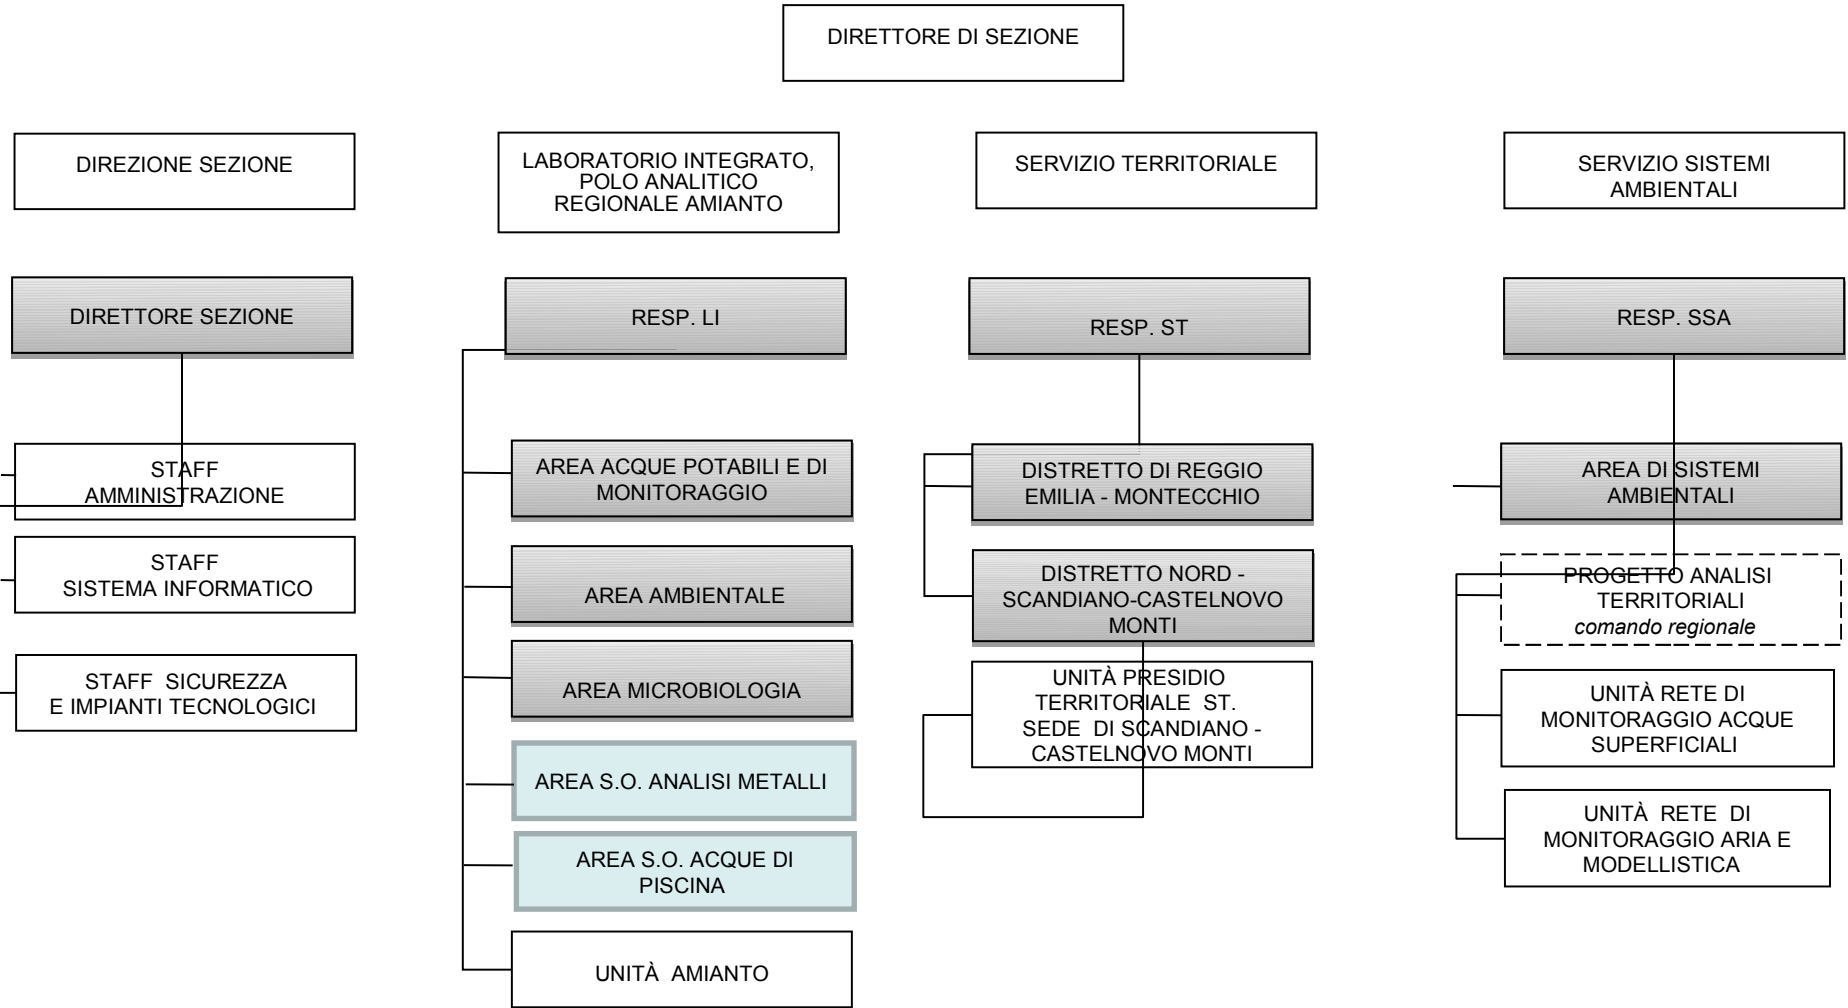 DIRETTORE DI SEZIONE
DIREZIONE SEZIONE
LABORATORIO INTEGRATO,
POLO ANALITICO
REGIONALE AMIANTO
SERVIZIO TERRITORIALE
SERVIZIO SISTEMI
AMBIENTALI
DIRETTORE SEZIONE
RESP. LI
RESP. ST
RESP. SSA
STAFF
AMMINISTRAZIONE
STAFF
SISTEMA INFORMATICO
STAFF SICUREZZA
E IMPIANTI TECNOLOGICI
AREA ACQUE POTABILI E DI
MONITORAGGIO
AREA AMBIENTALE
AREA MICROBIOLOGIA
AREA S.O. ANALISI METALLI
AREA S.O. ACQUE DI
PISCINA
UNITÀ AMIANTO
DISTRETTO DI REGGIO
EMILIA - MONTECCHIO
DISTRETTO NORD -
SCANDIANO-CASTELNOVO
MONTI
UNITÀ PRESIDIO
TERRITORIALE ST.
SEDE DI SCANDIANO -
CASTELNOVO MONTI
AREA DI SISTEMI
AMBIENTALI
PROGETTO ANALISI
TERRITORIALI
comando regionale
UNITÀ RETE DI
MONITORAGGIO ACQUE
SUPERFICIALI
UNITÀ RETE DI
MONITORAGGIO ARIA E
MODELLISTICA